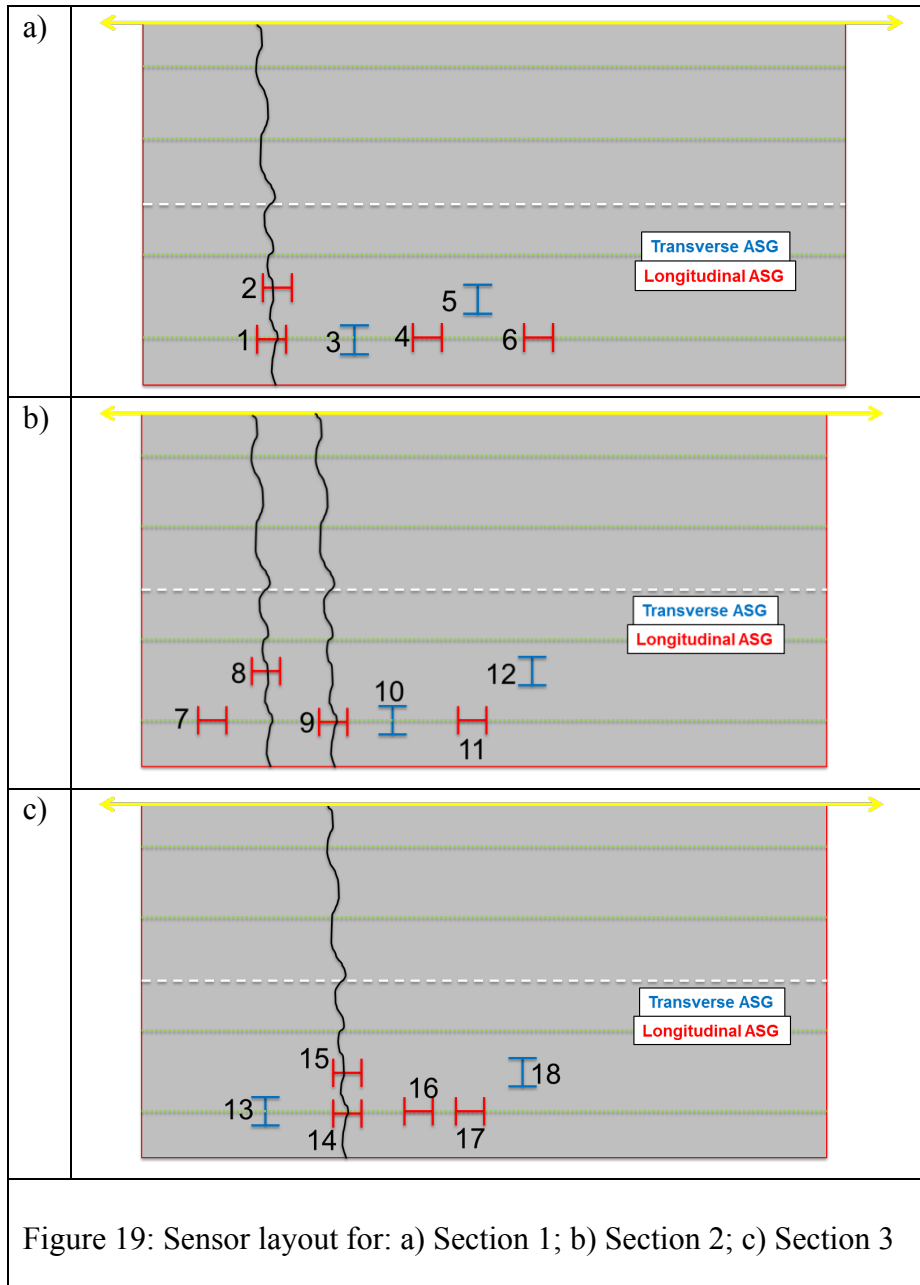 a)
Transverse ASG
Longitudinal ASG
2
5
1
3
4
6
b)
Transverse ASG
Longitudinal ASG
8
12
10
7
9
11
c)
Transverse ASG
Longitudinal ASG
15
18
16
13
14
17
Figure 19: Sensor layout for: a) Section 1; b) Section 2; c) Section 3